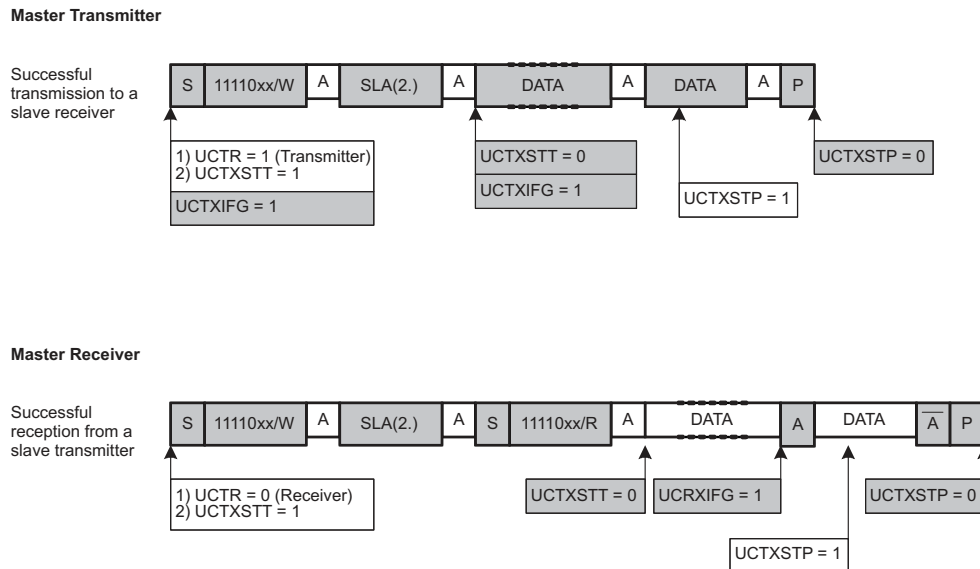 Master Transmitter
Successful
transmission to a
slave receiver
S 11110xx/W A SLA(2.) A DATA A DATA A P
1) UCTR = 1 (Transmitter)
2) UCTXSTT = 1
UCTXIFG = 1
UCTXSTT = 0
UCTXIFG = 1
UCTXSTP = 1
UCTXSTP = 0
Master Receiver
Successful
reception from a
slave transmitter
S 11110xx/W A SLA(2.) A S 11110xx/R A DATA A DATA A̅ P
1) UCTR = 0 (Receiver)
2) UCTXSTT = 1
UCTXSTT = 0
UCRXIFG = 1
UCTXSTP = 1
UCTXSTP = 0